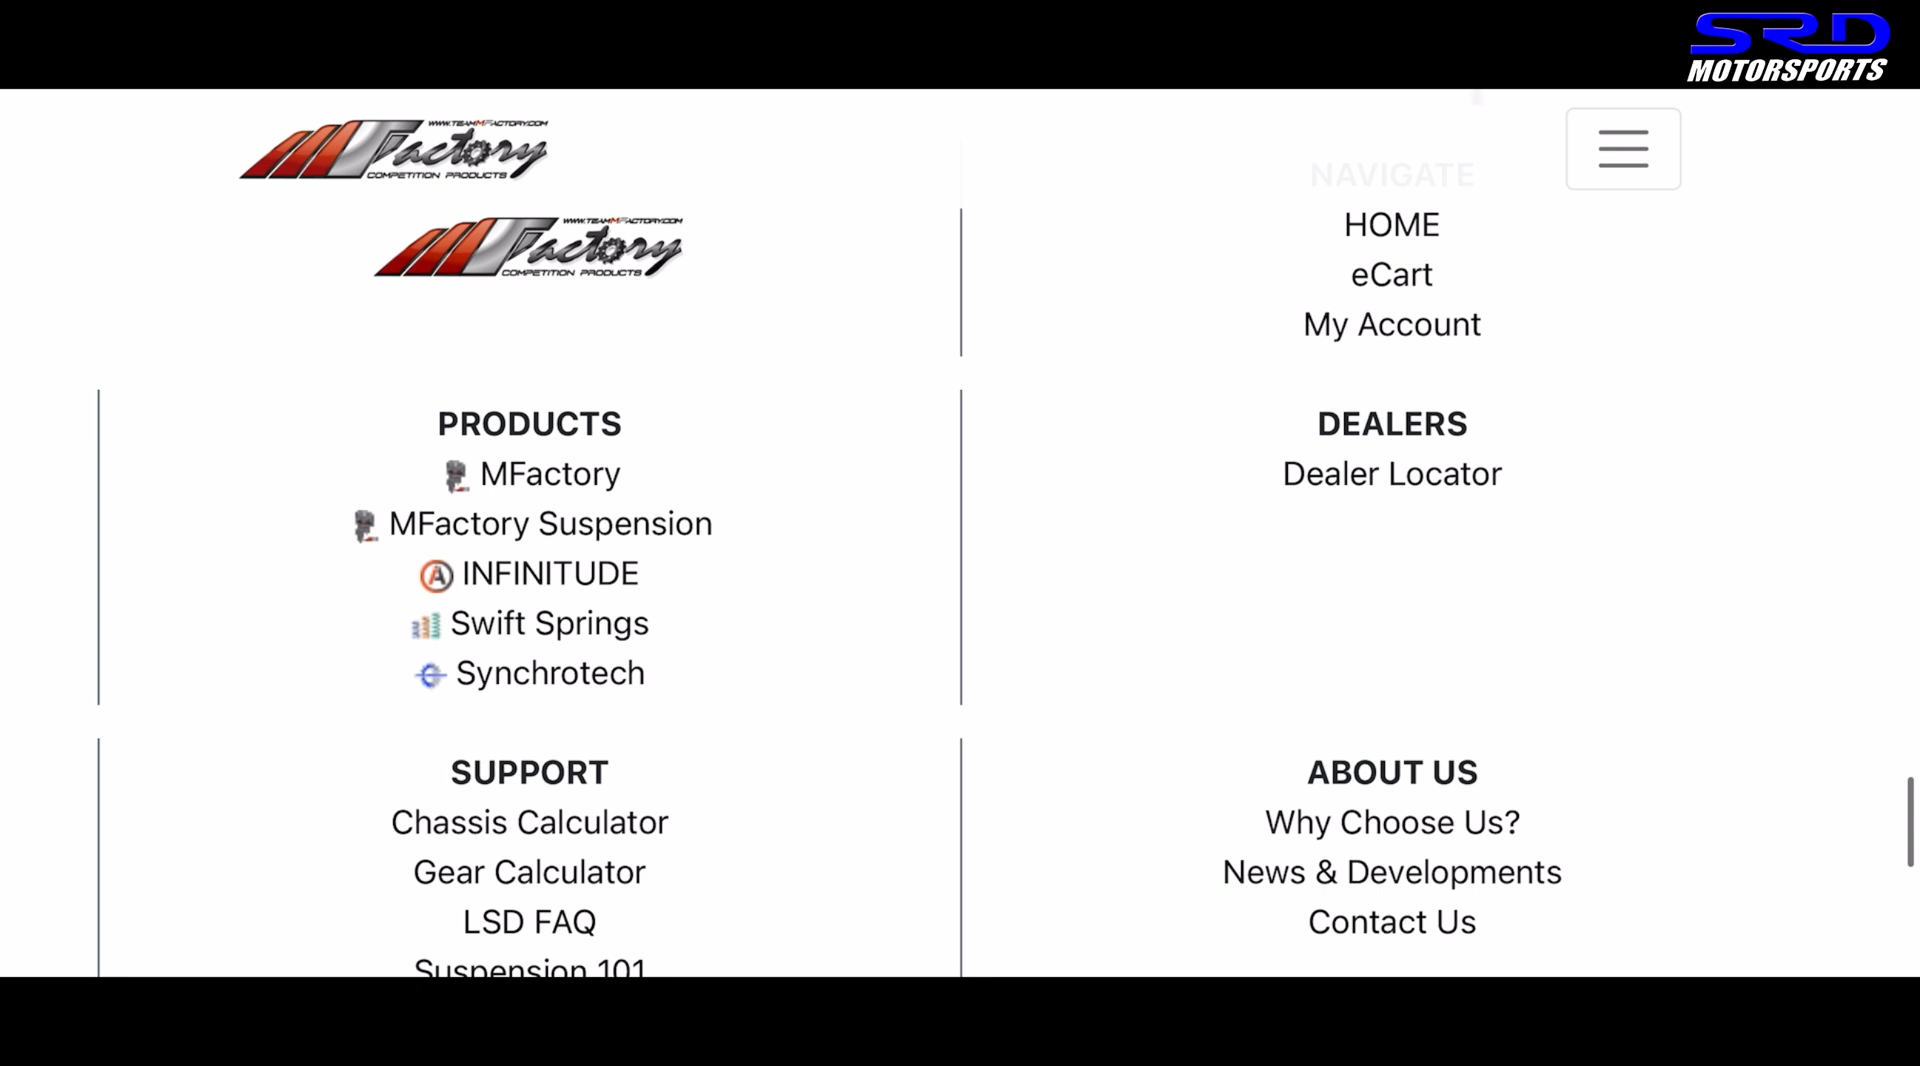 SRD
MOTORSPORTS
WWW.TEAMMFACTORY.COM
MFactory
COMPETITION PRODUCTS
WWW.TEAMMFACTORY.COM
MFactory
COMPETITION PRODUCTS
NAVIGATE
HOME
eCart
My Account
PRODUCTS
MFactory
MFactory Suspension
INFINITUDE
Swift Springs
Synchrotech
DEALERS
Dealer Locator
SUPPORT
Chassis Calculator
Gear Calculator
LSD FAQ
Suspension 101
ABOUT US
Why Choose Us?
News & Developments
Contact Us